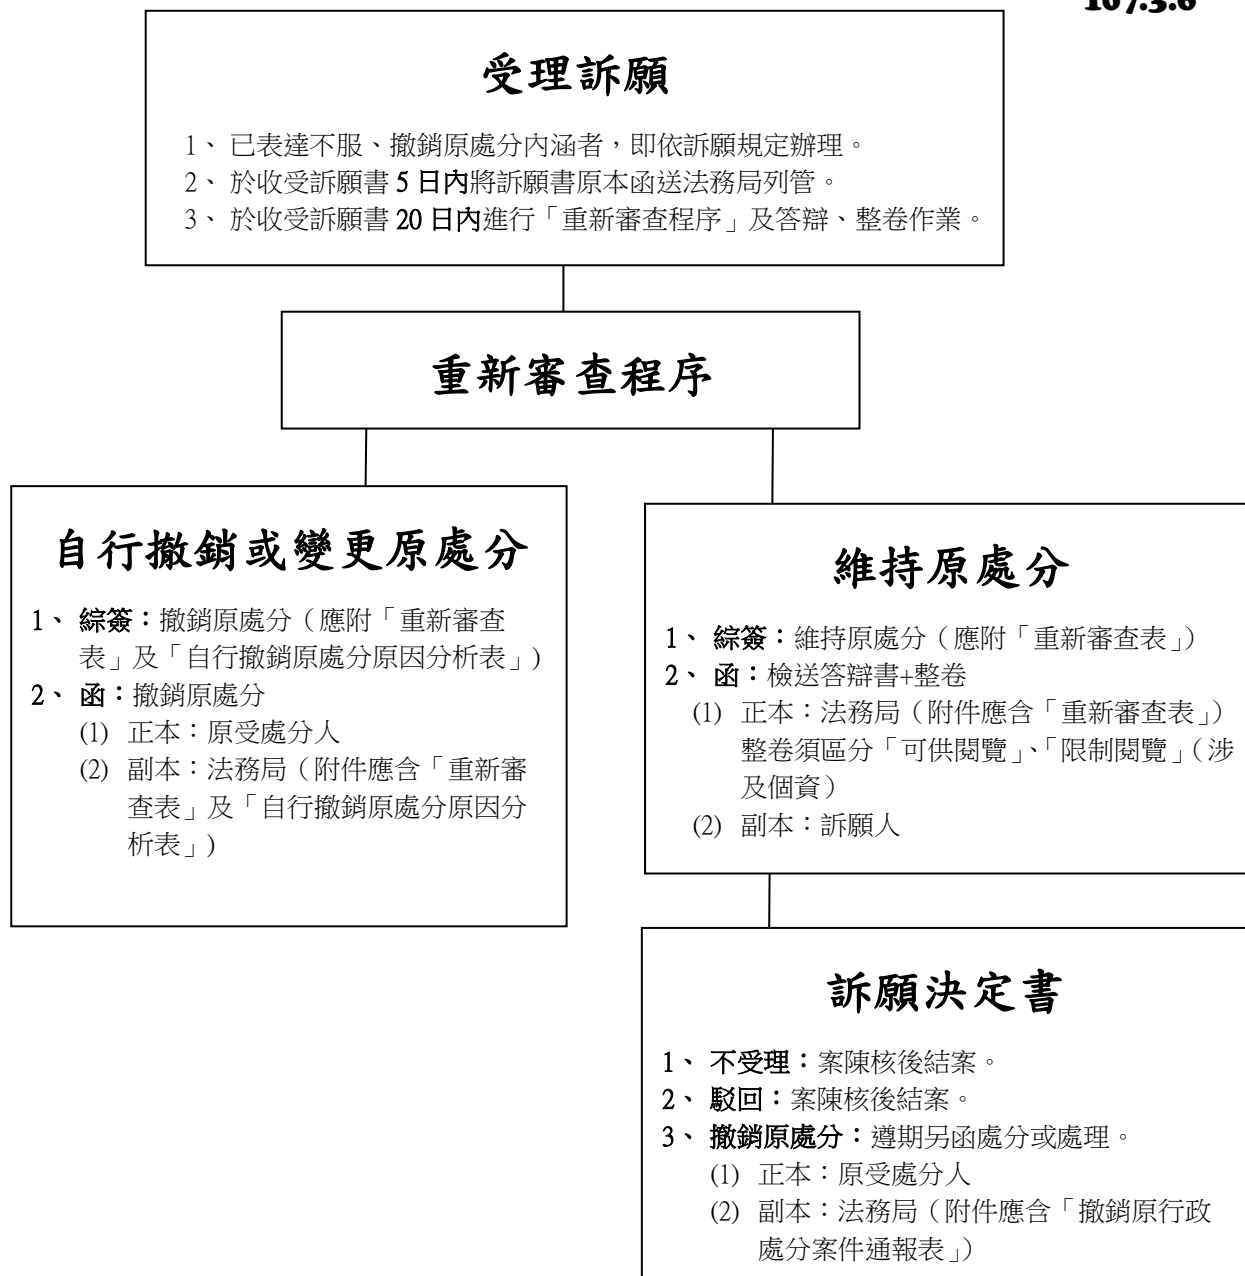 107.3.6
受理訴願
1、 已表達不服、撤銷原處分內涵者，即依訴願規定辦理。
2、 於收受訴願書 5 日內將訴願書原本函送法務局列管。
3、 於收受訴願書 20 日內進行「重新審查程序」及答辯、整卷作業。
重新審查程序
自行撤銷或變更原處分
1、 綜簽：撤銷原處分（應附「重新審查
表」及「自行撤銷原處分原因分析表」)
2、 函：撤銷原處分
(1) 正本：原受處分人
(2) 副本：法務局（附件應含「重新審
查表」及「自行撤銷原處分原因分
析表」)
維持原處分
1、 綜簽：維持原處分（應附「重新審查表」）
2、 函：檢送答辯書+整卷
(1) 正本：法務局（附件應含「重新審查表」）
整卷須區分「可供閱覽」、「限制閱覽」（涉
及個資）
(2) 副本：訴願人
訴願決定書
1、 不受理：案陳核後結案。
2、 駁回：案陳核後結案。
3、 撤銷原處分：遵期另函處分或處理。
(1) 正本：原受處分人
(2) 副本：法務局（附件應含「撤銷原行政
處分案件通報表」）